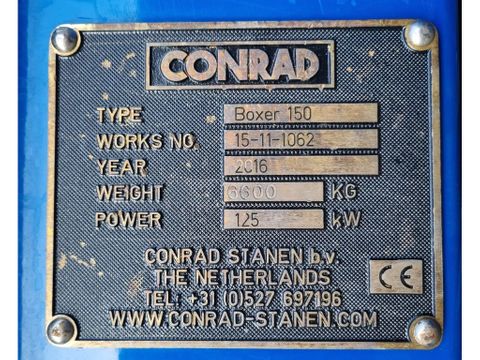 CONRAD
TYPE Boxer 150
WORKS NO. 15-11-1062
YEAR 2016
WEIGHT 6600 KG
POWER 125 kW
CONRAD STANEN b.v.
THE NETHERLANDS
TEL: +31 (0)527 697196
WWW.CONRAD-STANEN.COM
CE